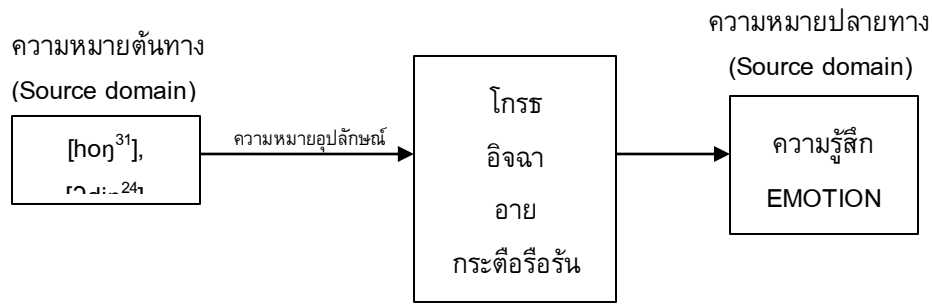 ความหมายต้นทาง
(Source domain)
[hoŋ³¹],
ความหมายอุปลักษณ์
โกรธ
อิจฉา
อาย
กระตือรือร้น
ความหมายปลายทาง
(Source domain)
ความรู้สึก
EMOTION